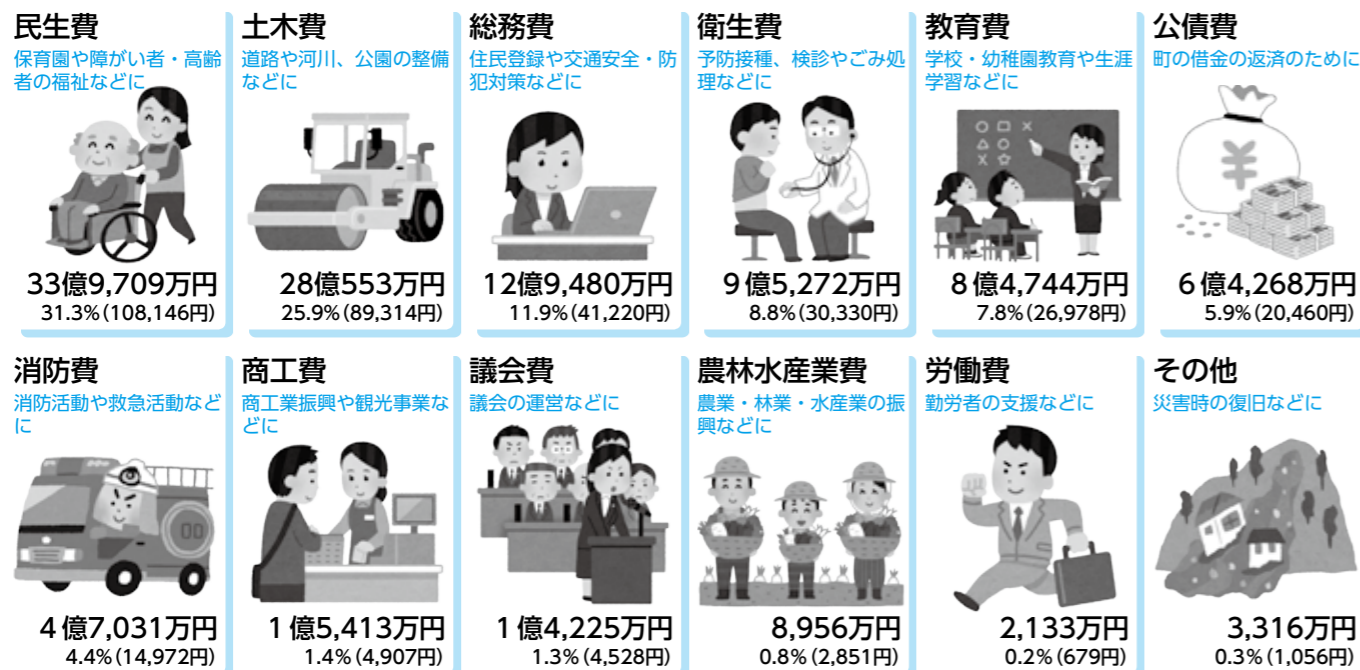 民生費
保育園や障がい者・高齢
者の福祉などに
33億9,709万円
31.3%(108,146円)
土木費
道路や河川、公園の整備
などに
28億553万円
25.9%(89,314円)
総務費
住民登録や交通安全・防
犯対策などに
12億9,480万円
11.9%(41,220円)
衛生費
予防接種、検診やごみ処
理などに
9億5,272万円
8.8%(30,330円)
教育費
学校・幼稚園教育や生涯
学習などに
8億4,744万円
7.8%(26,978円)
公債費
町の借金の返済のために
¥
6億4,268万円
5.9%(20,460円)
消防費
消防活動や救急活動など
に
4億7,031万円
4.4%(14,972円)
商工費
商工業振興や観光事業な
どに
1億5,413万円
1.4%(4,907円)
議会費
議会の運営などに
1億4,225万円
1.3%(4,528円)
農林水産業費
農業・林業・水産業の振
興などに
8,956万円
0.8%(2,851円)
労働費
勤労者の支援などに
2,133万円
0.2%(679円)
その他
災害時の復旧などに
3,316万円
0.3%(1,056円)